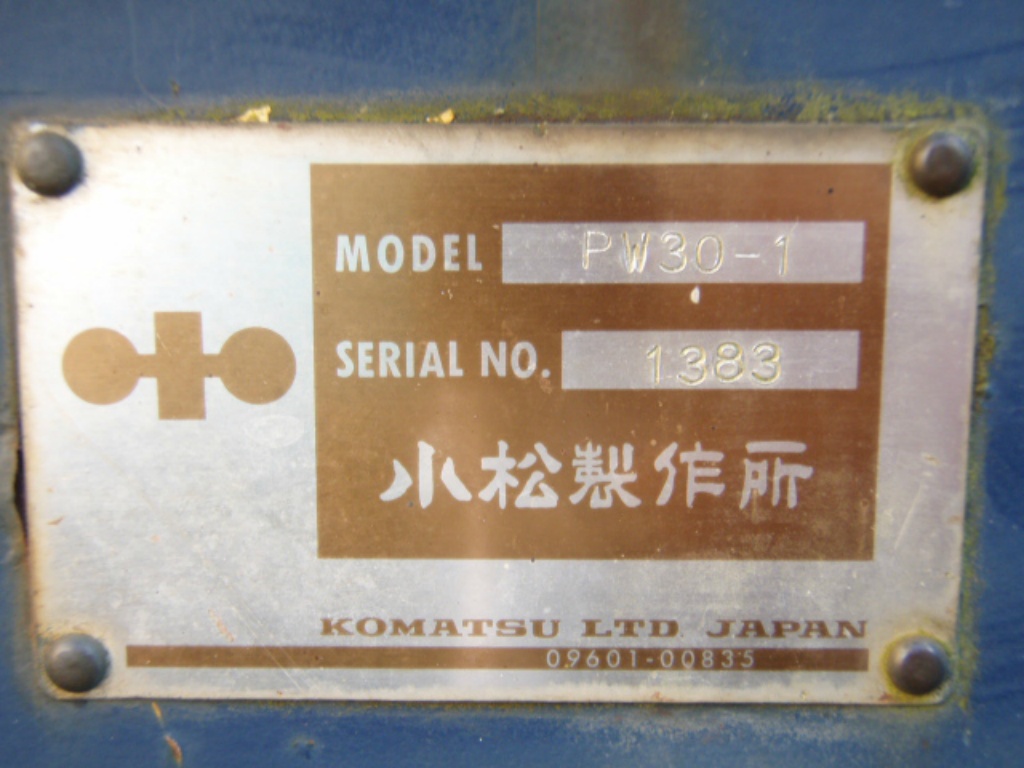 MODEL PW30-1
SERIAL NO. 1383
小松製作所
KOMATSU LTD. JAPAN
09601-00835